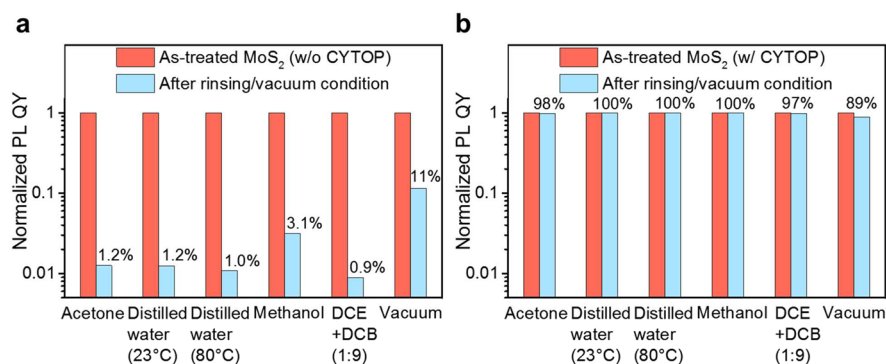 a
As-treated MoS₂ (w/o CYTOP)
After rinsing/vacuum condition
Normalized PL QY
1
0.1
0.01
1.2%
1.2%
1.0%
3.1%
0.9%
11%
Acetone
Distilled
water
(23°C)
Distilled
water
(80°C)
Methanol
DCE
+DCB
(1:9)
Vacuum
b
As-treated MoS₂ (w/ CYTOP)
After rinsing/vacuum condition
Normalized PL QY
1
0.1
0.01
98%
100%
100%
100%
97%
89%
Acetone
Distilled
water
(23°C)
Distilled
water
(80°C)
Methanol
DCE
+DCB
(1:9)
Vacuum